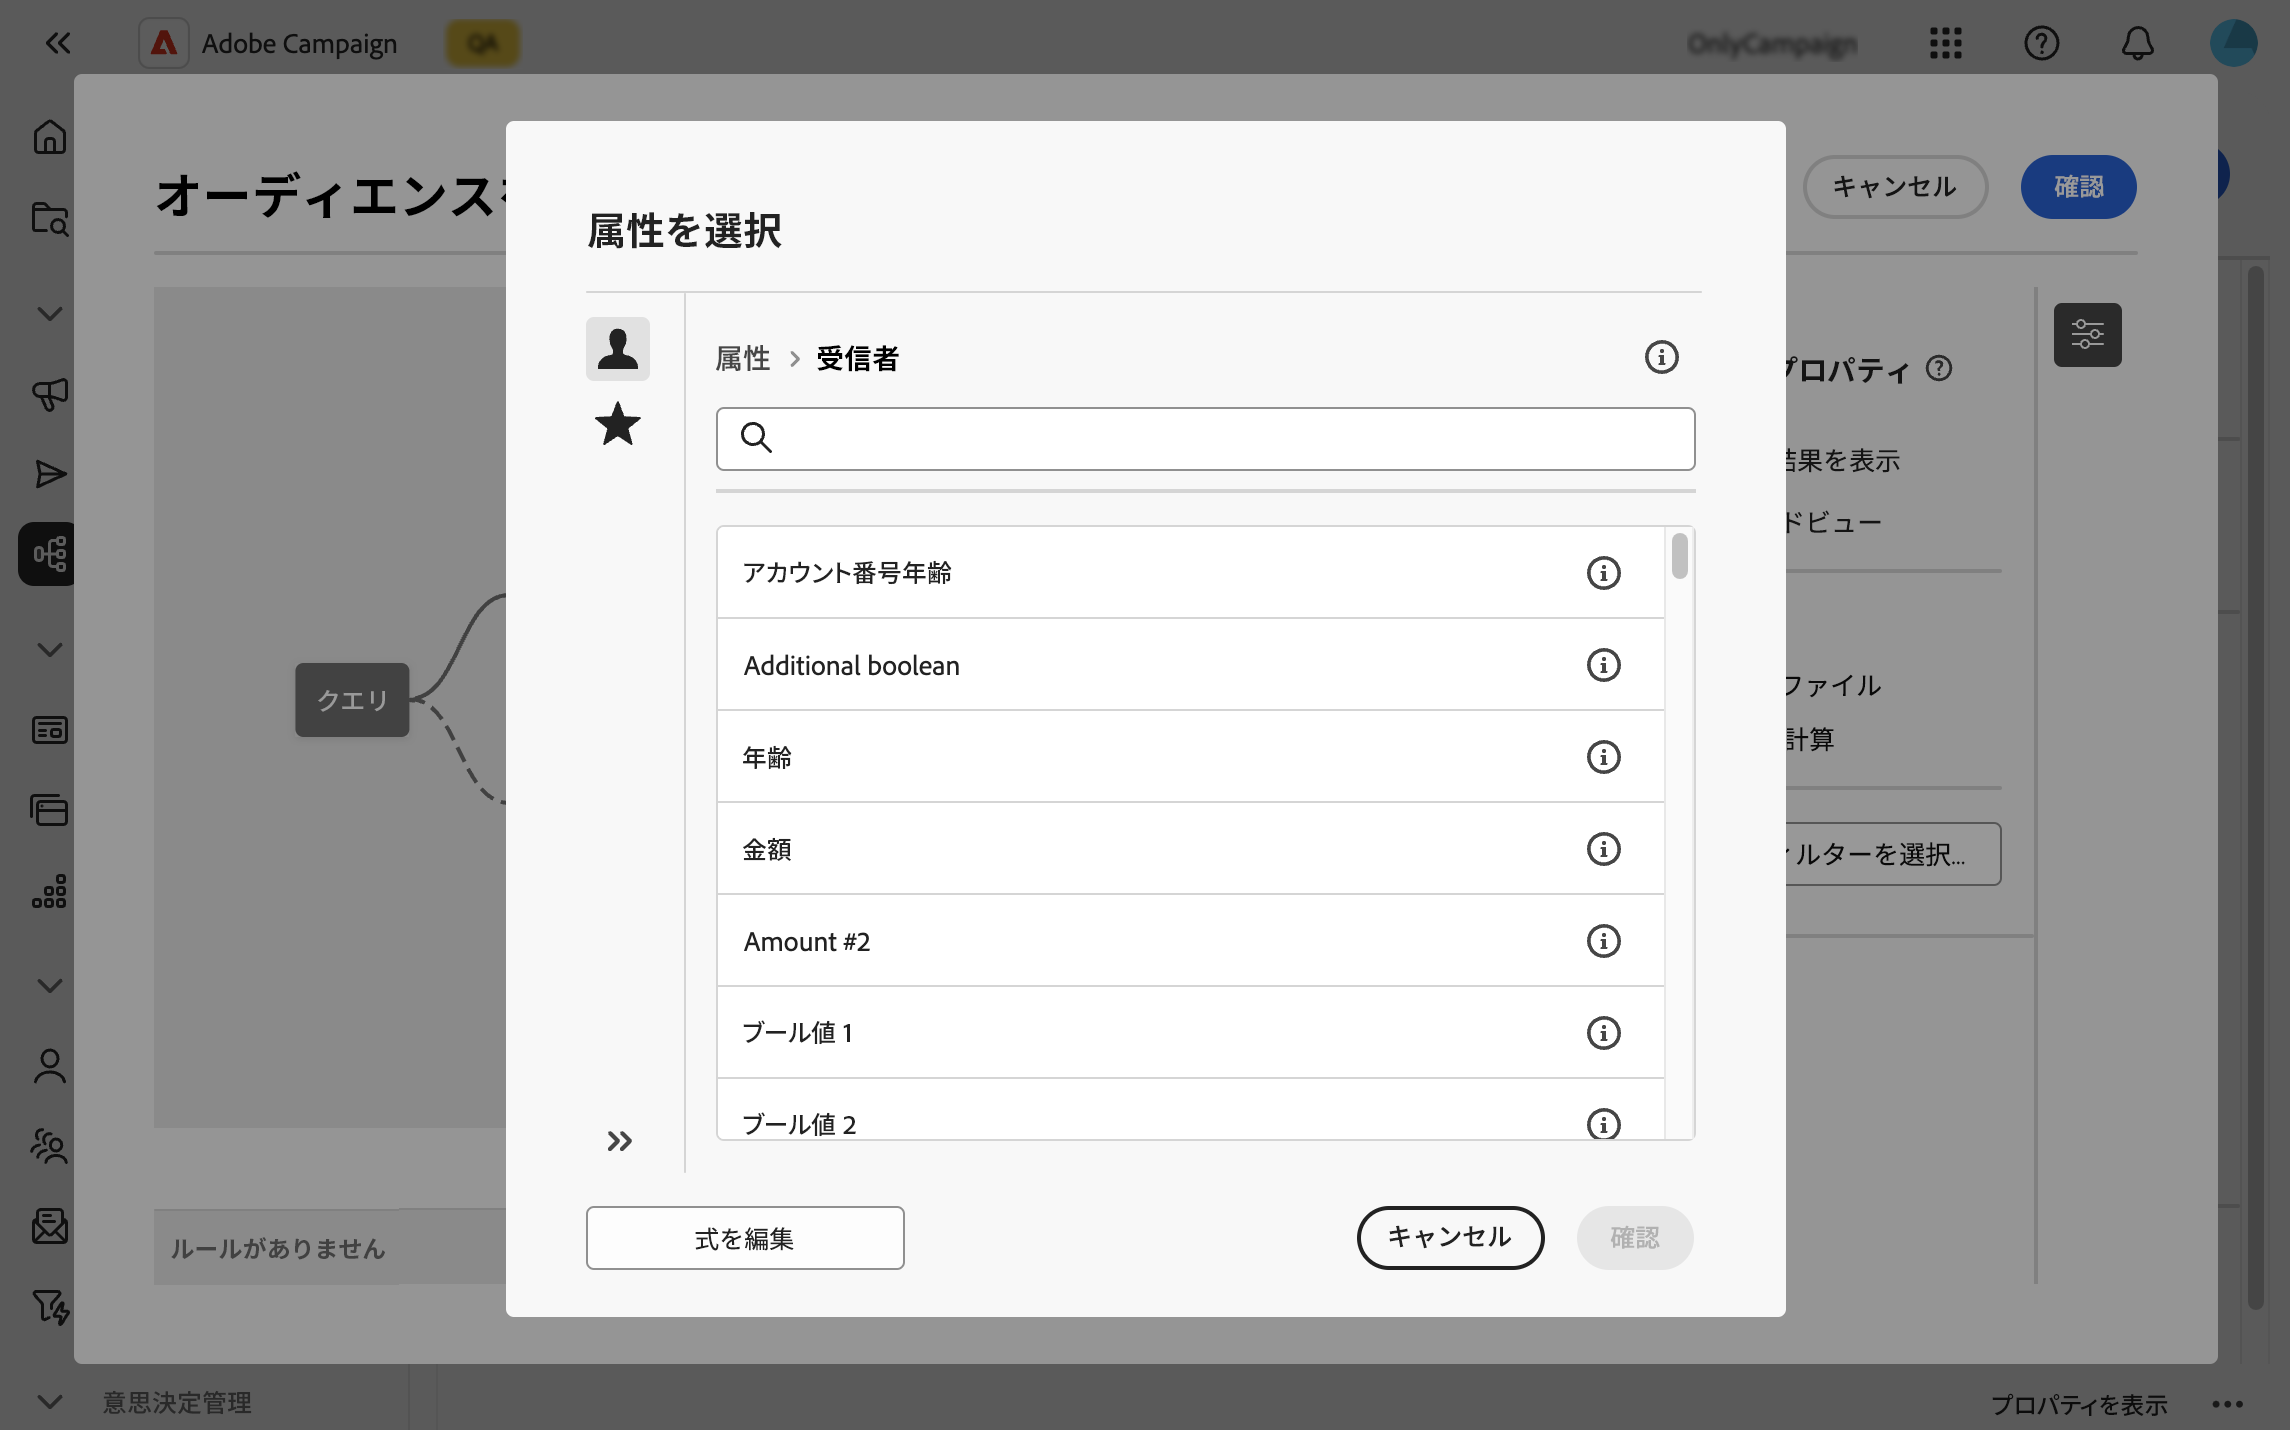 Adobe Campaign
QA
OnlyCampaign
オーディエンス
キャンセル
確認
属性を選択
属性 > 受信者
プロパティ
結果を表示
ドビュー
アカウント番号年齢
Additional boolean
年齢
金額
Amount #2
ブール値 1
ブール値 2
クエリ
ファイル
計算
ィルターを選択...
ルールがありません
式を編集
キャンセル
確認
意思決定管理
プロパティを表示